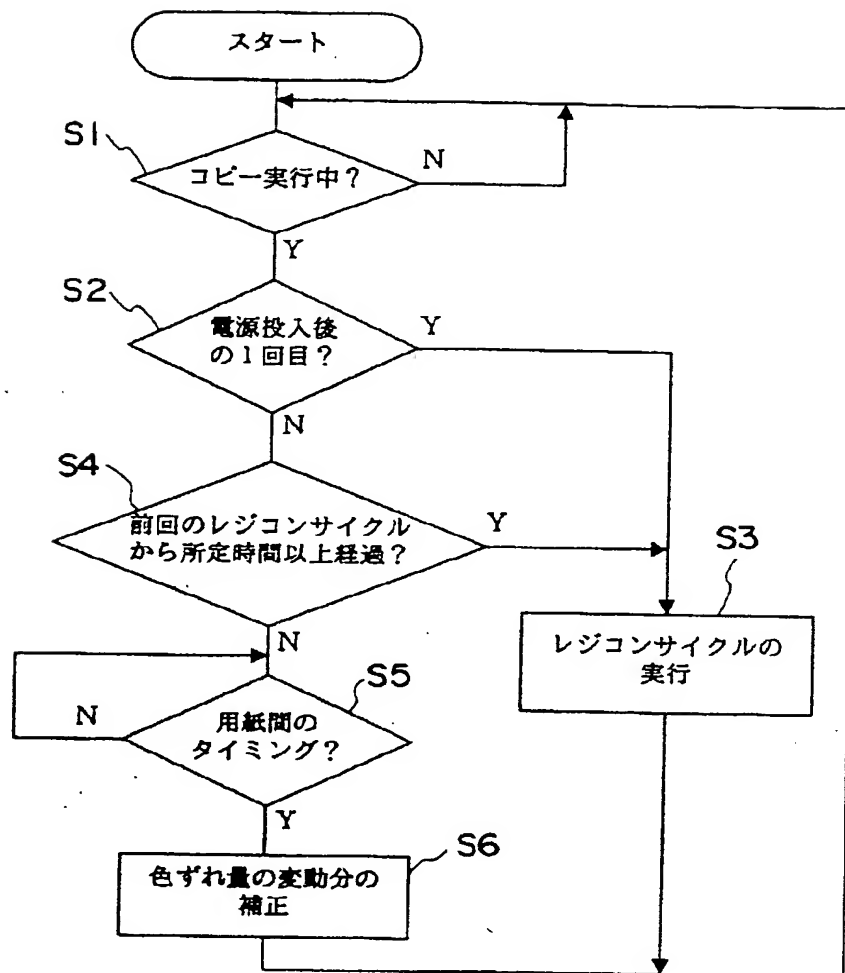 スタート
S1
コピー実行中?
N
Y
S2
電源投入後
の1回目?
Y
N
S4
前回のレジコンサイクル
から所定時間以上経過?
Y
N
S3
レジコンサイクルの
実行
S5
用紙間の
タイミング?
N
Y
S6
色ずれ量の変動分の
補正